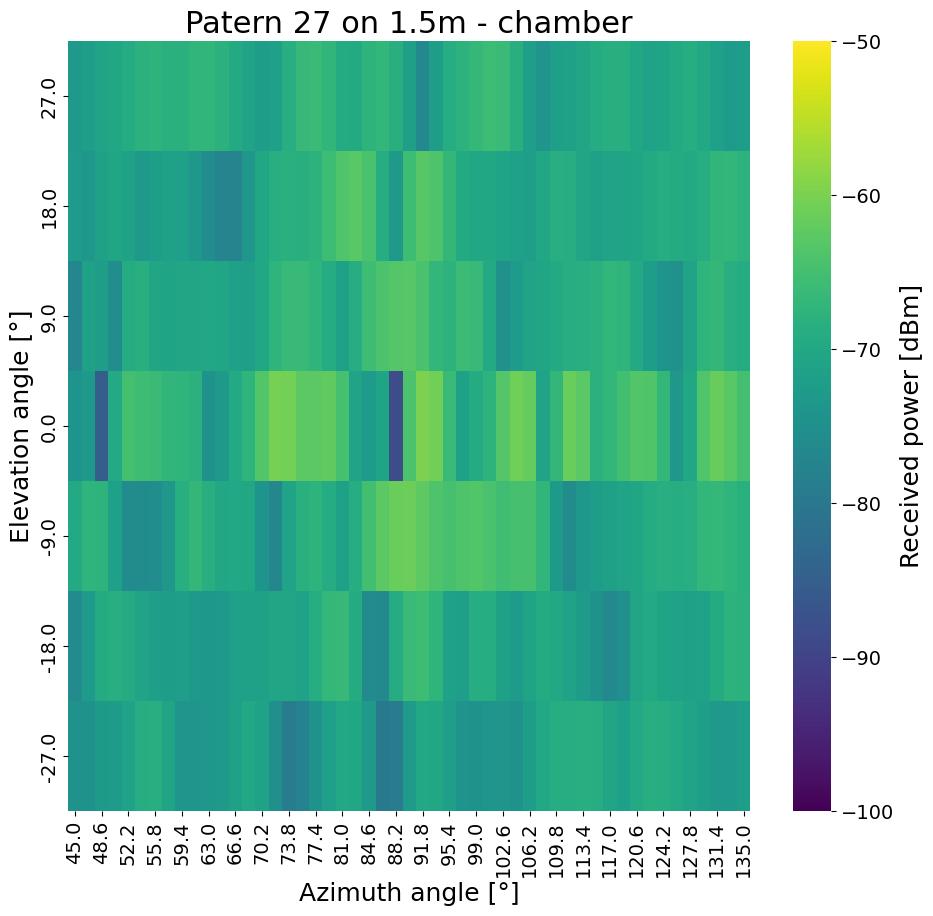 Patern 27 on 1.5m - chamber
Elevation angle [°]
27.0
18.0
9.0
0.0
-9.0
-18.0
-27.0
45.0 48.6 52.2 55.8 59.4 63.0 66.6 70.2 73.8 77.4 81.0 84.6 88.2 91.8 95.4 99.0 102.6 106.2 109.8 113.4 117.0 120.6 124.2 127.8 131.4 135.0
Azimuth angle [°]
−50
−60
−70
−80
−90
−100
Received power [dBm]